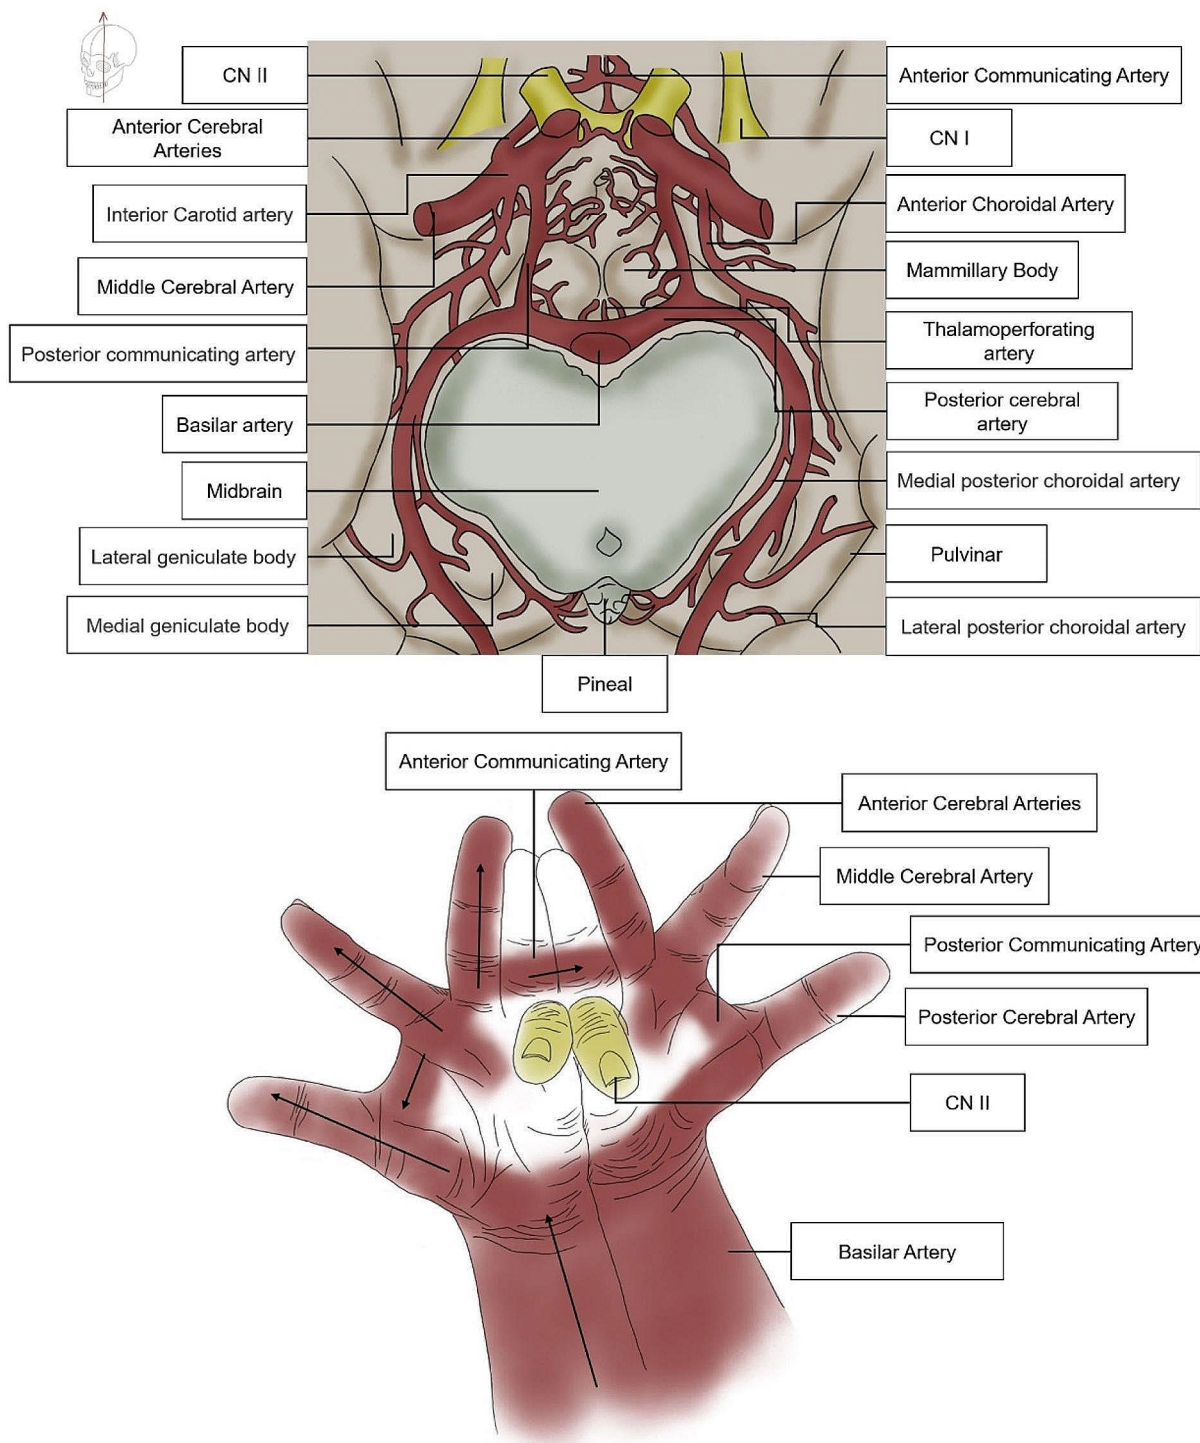 CN II
Anterior Communicating Artery
Anterior Cerebral
Arteries
CN I
Interior Carotid artery
Anterior Choroidal Artery
Middle Cerebral Artery
Mammillary Body
Posterior communicating artery
Thalamoperforating
artery
Basilar artery
Posterior cerebral
artery
Midbrain
Medial posterior choroidal artery
Lateral geniculate body
Pulvinar
Medial geniculate body
Lateral posterior choroidal artery
Pineal
Anterior Communicating Artery
Anterior Cerebral Arteries
Middle Cerebral Artery
Posterior Communicating Artery
Posterior Cerebral Artery
CN II
Basilar Artery